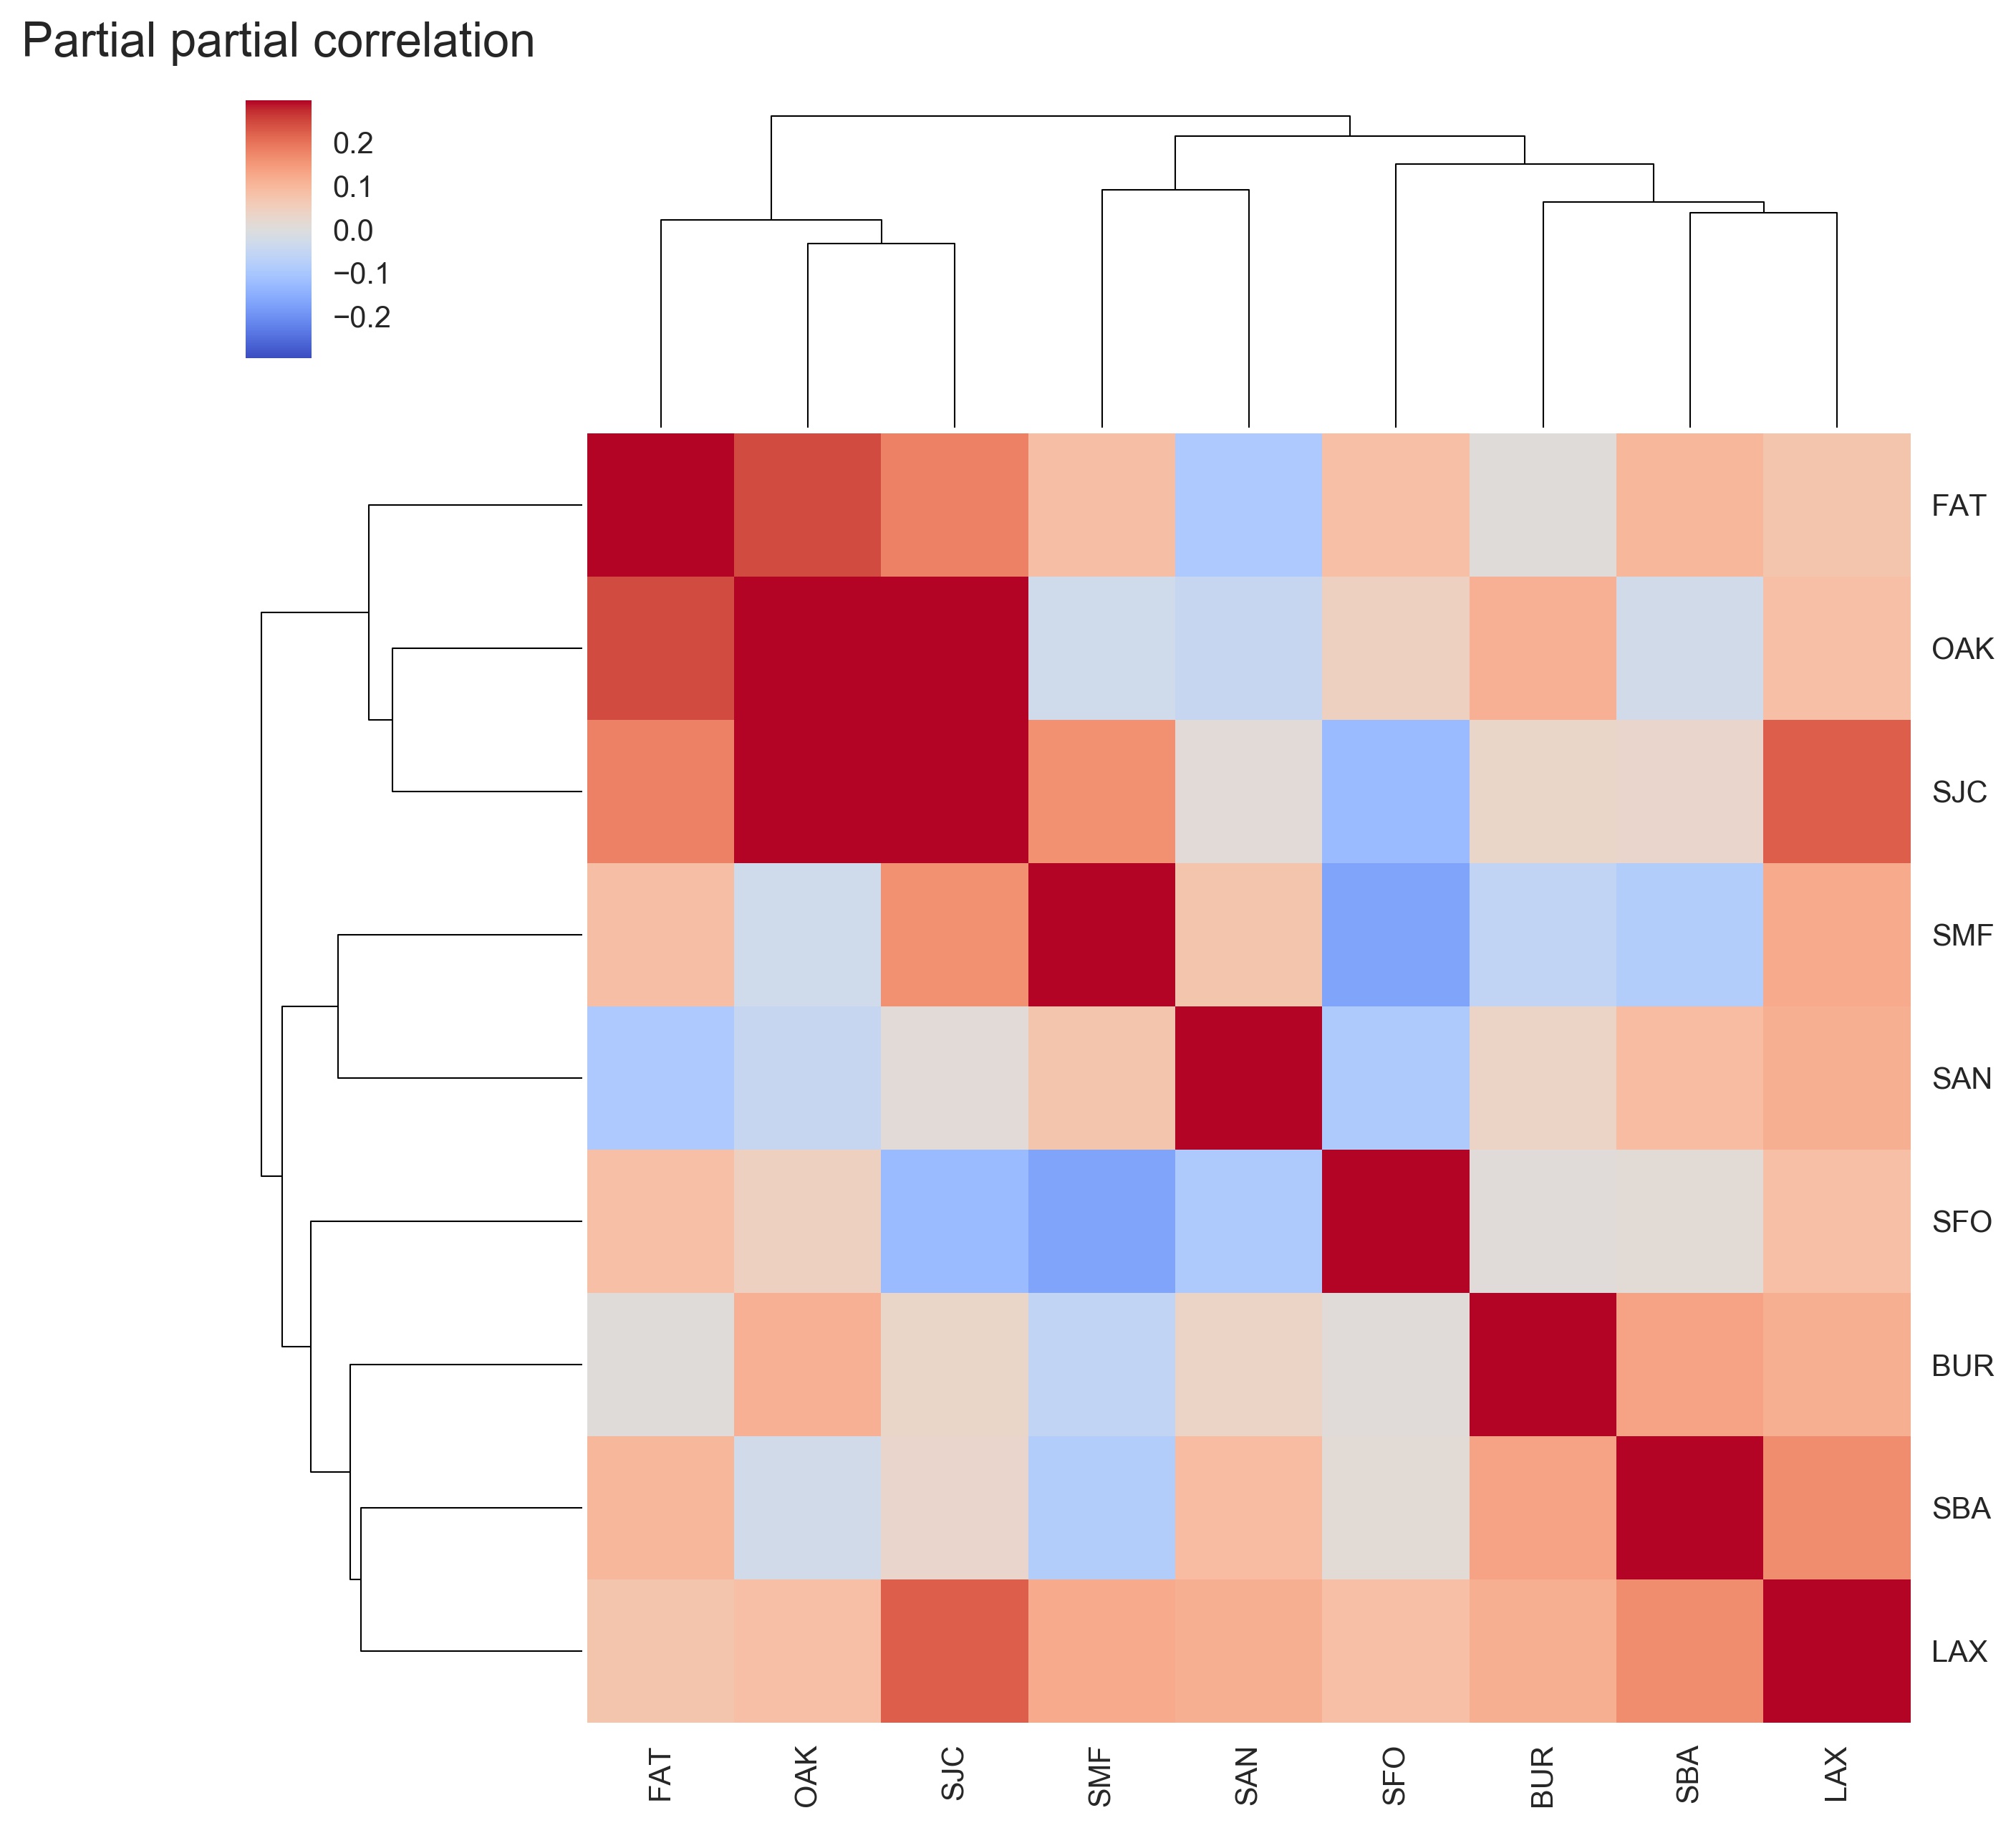 Partial partial correlation
0.2
0.1
0.0
−0.1
−0.2
FAT
OAK
SJC
SMF
SAN
SFO
BUR
SBA
LAX
FAT OAK SJC SMF SAN SFO BUR SBA LAX